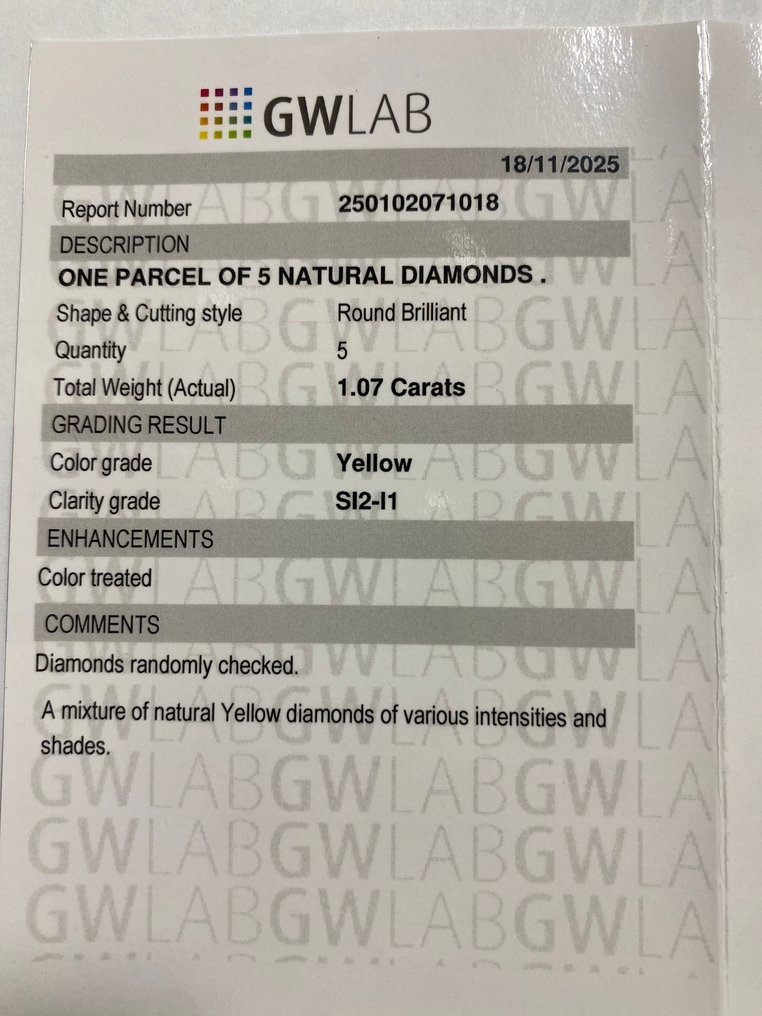 GWLAB
18/11/2025
Report Number 250102071018
DESCRIPTION
ONE PARCEL OF 5 NATURAL DIAMONDS .
Shape & Cutting style Round Brilliant
Quantity 5
Total Weight (Actual) 1.07 Carats
GRADING RESULT
Color grade Yellow
Clarity grade SI2-I1
ENHANCEMENTS
Color treated
COMMENTS
Diamonds randomly checked.
A mixture of natural Yellow diamonds of various intensities and
shades.